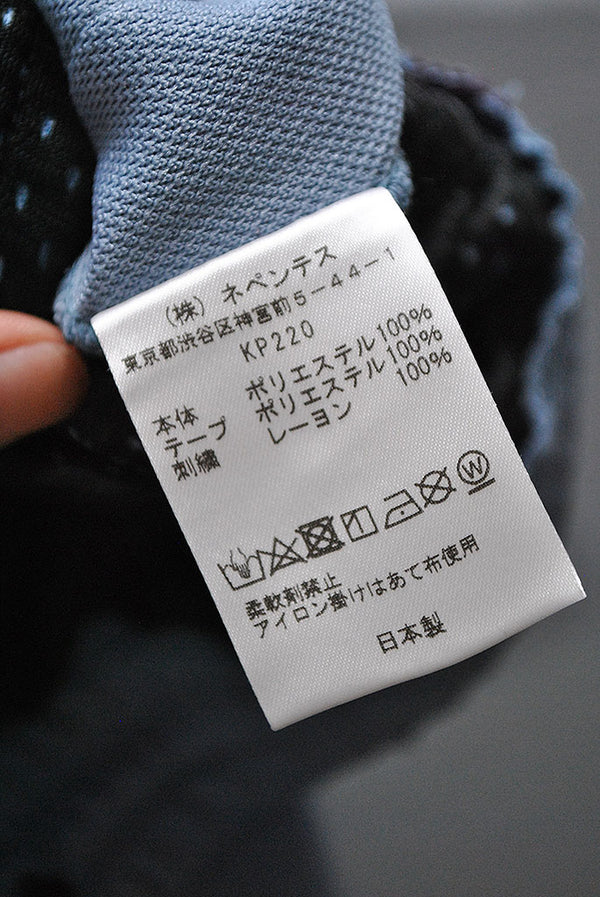 (株) ネペンテス
東京都渋谷区神宮前5-44-1
KP220
本体 ポリエステル100%
テープ ポリエステル100%
刺繍 レーヨン 100%
W
柔軟剤禁止
アイロン掛けはあて布使用
日本製